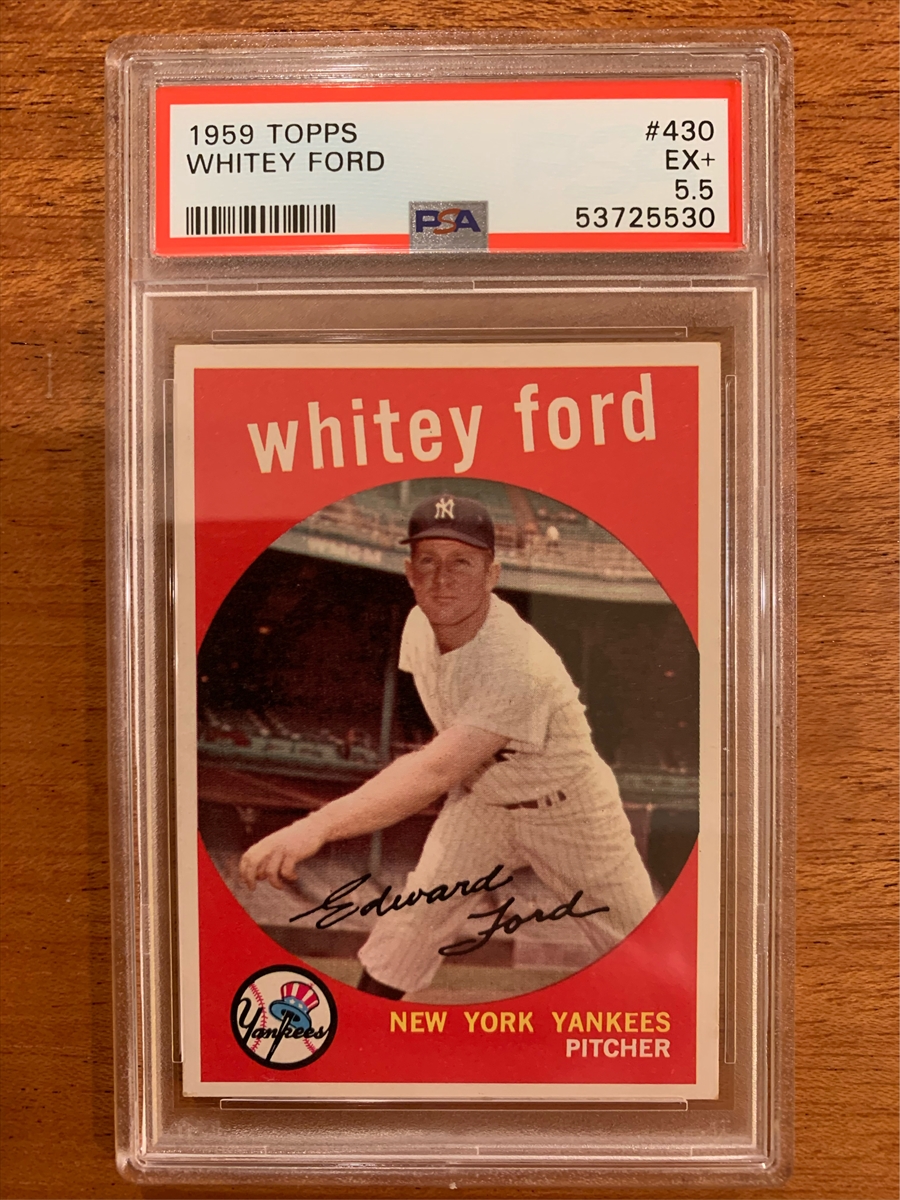 1959 TOPPS
WHITEY FORD
#430
EX+
5.5
53725530
PSA
whitey ford
NY
Edward
Ford
Yankees
NEW YORK YANKEES
PITCHER